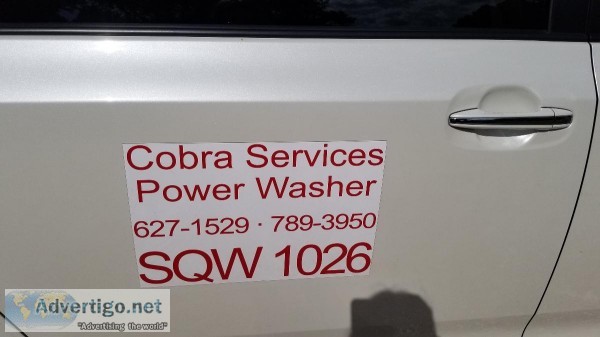 Cobra Services
Power Washer
627-1529 · 789-3950
SQW 1026
Advertigo.net
"Advertising the world"